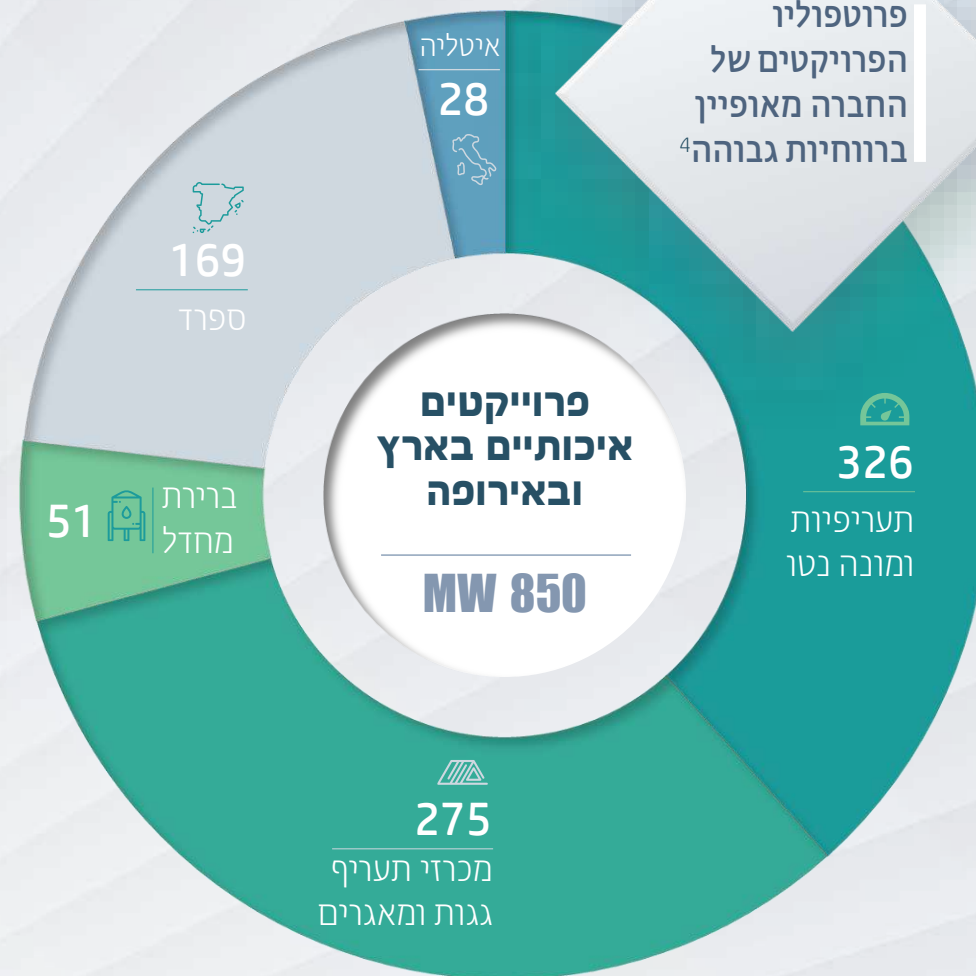 פרוטפוליו
הפרויקטים של
החברה מאופיין
ברווחיות גבוהה4
איטליה
28
169
ספרד
326
תעריפיות
ומונה נטו
פרוייקטים
איכותיים בארץ
ובאירופה
MW 850
ברירת
מחדל
51
275
מכרזי תעריף
גגות ומאגרים